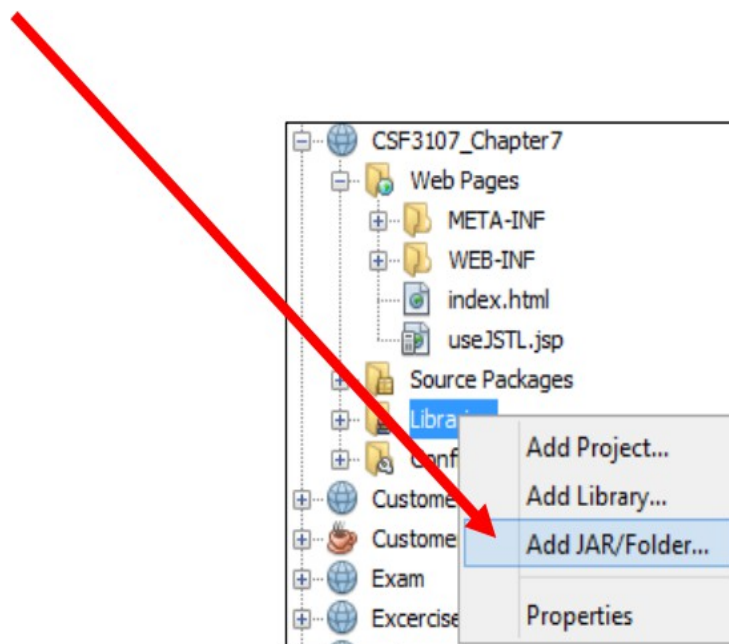 CSF3107_Chapter7
Web Pages
META-INF
WEB-INF
index.html
useJSTL.jsp
Source Packages
Add Project...
Add Library...
Add JAR/Folder...
Exam
Excercise
Properties